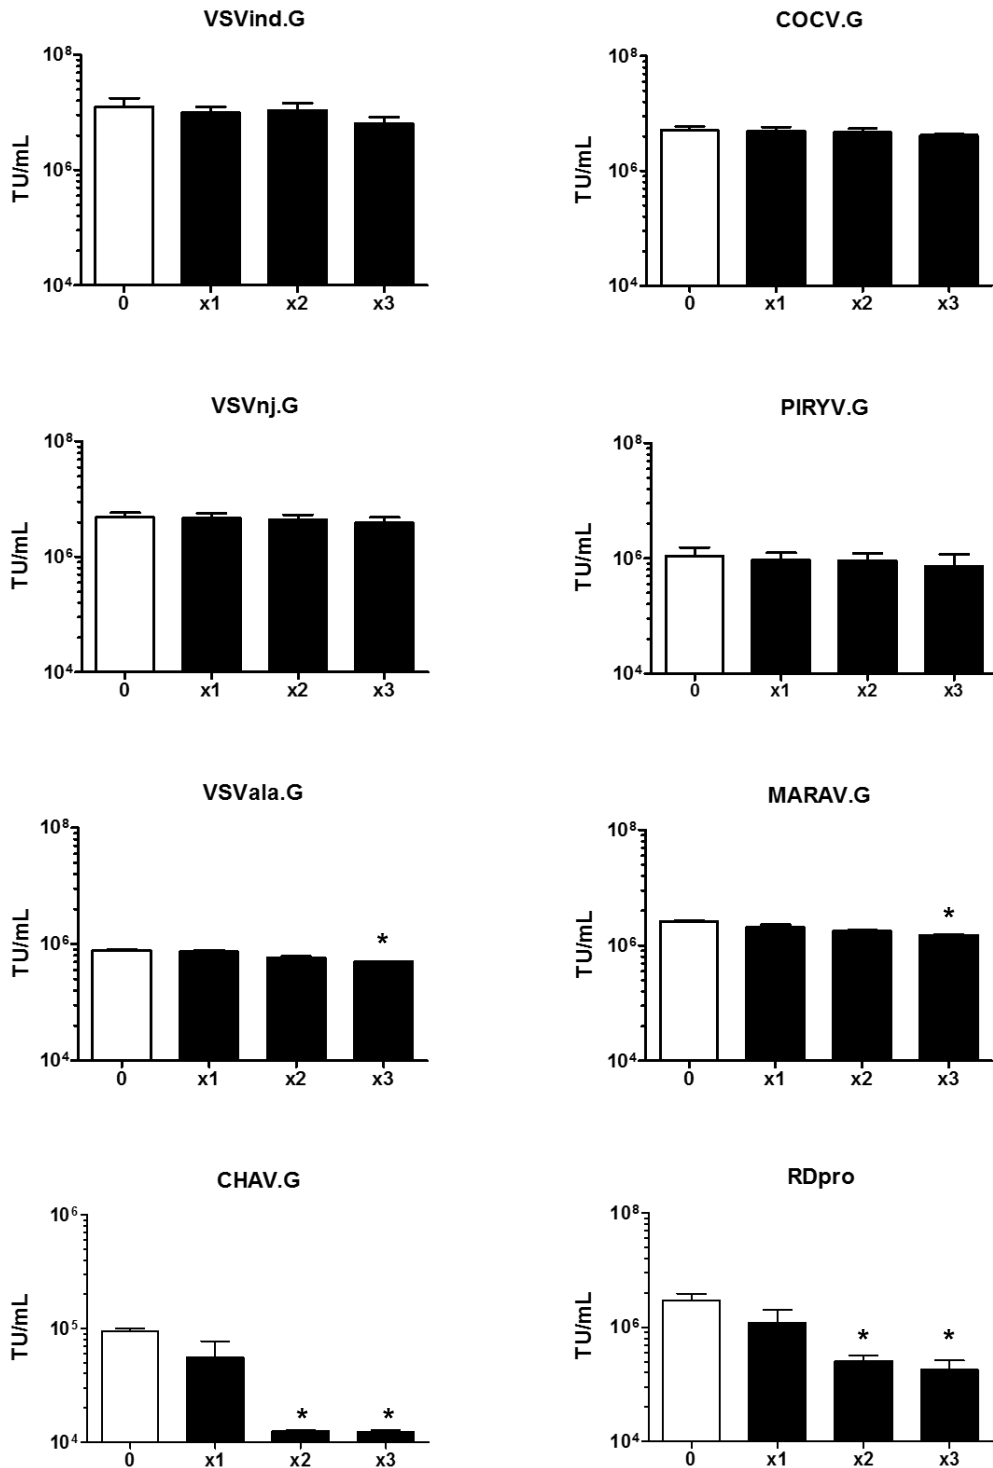 VSVind.G
10⁸
10⁶
10⁴
TU/mL
0 x1 x2 x3
COCV.G
10⁸
10⁶
10⁴
TU/mL
0 x1 x2 x3
VSVnj.G
10⁸
10⁶
10⁴
TU/mL
0 x1 x2 x3
PIRYV.G
10⁸
10⁶
10⁴
TU/mL
0 x1 x2 x3
VSVala.G
10⁸
10⁶
10⁴
TU/mL
*
0 x1 x2 x3
MARAV.G
10⁸
10⁶
10⁴
TU/mL
*
0 x1 x2 x3
CHAV.G
10⁶
10⁵
10⁴
TU/mL
* *
0 x1 x2 x3
RDpro
10⁸
10⁶
10⁴
TU/mL
* *
0 x1 x2 x3